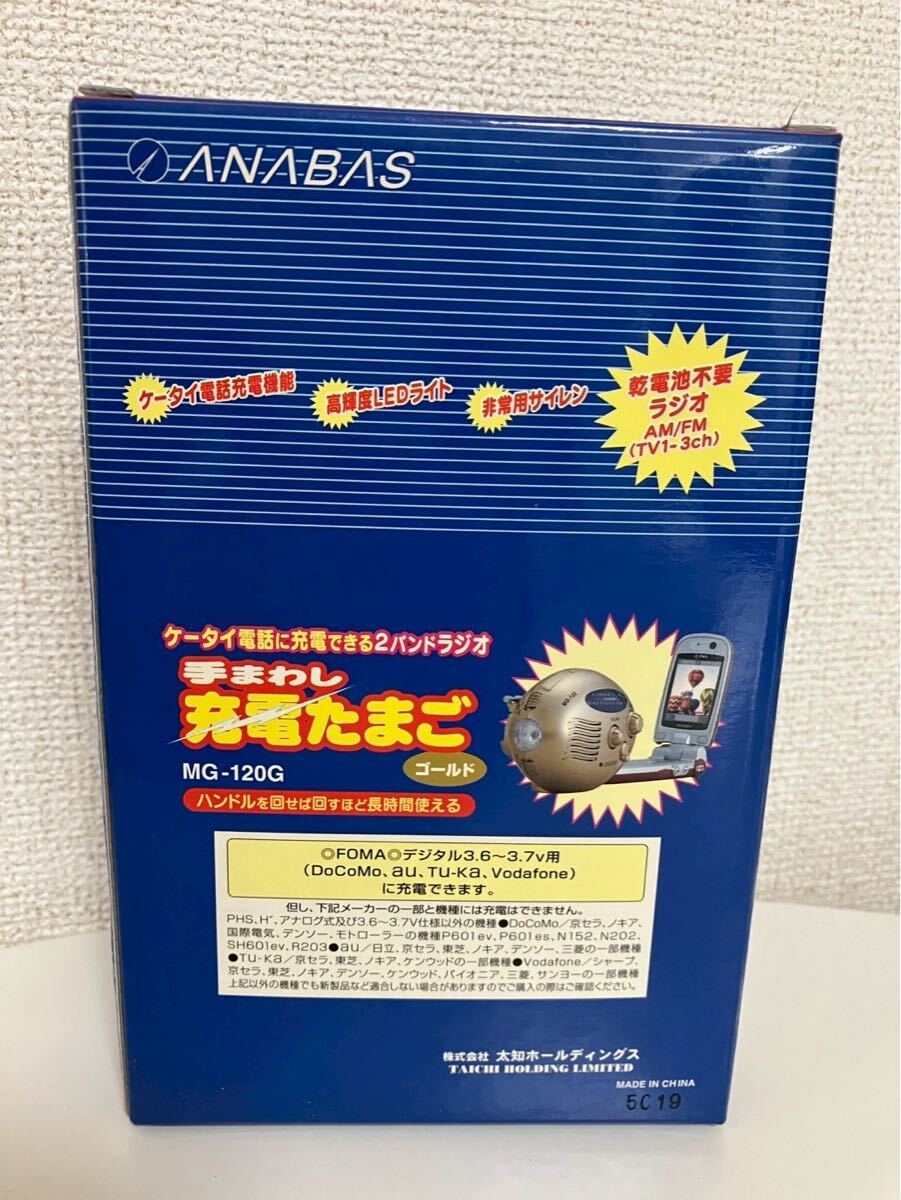 ANABAS
ケータイ電話充電機能
高輝度LEDライト
非常用サイレン
乾電池不要
ラジオ
AM/FM
(TV1-3ch)
ケータイ電話に充電できる2バンドラジオ
手まわし
充電たまご
MG-120G
ゴールド
ハンドルを回せば回すほど長時間使える
MG-120
◎FOMA◎デジタル3.6〜3.7v用
(DoCoMo、au、TU-Ka、Vodafone)
に充電できます。
但し、下記メーカーの一部と機種には充電はできません。
PHS、H"、アナログ式及び3.6〜3.7V仕様以外の機種●DoCoMo/京セラ、ノキア、
国際電気、デンソー、モトローラーの機種P601ev、P601es、N152、N202、
SH601ev、R203●au/日立、京セラ、東芝、ノキア、デンソー、三菱の一部機種
●TU-Ka/京セラ、東芝、ノキア、ケンウッドの一部機種●Vodafone/シャープ、
京セラ、東芝、ノキア、デンソー、ケンウッド、パイオニア、三菱、サンヨーの一部機種
上記以外の機種でも新製品など適合しない場合がありますのでご購入の際はご確認ください。
株式会社 太知ホールディングス
TAICHI HOLDING LIMITED
MADE IN CHINA
5C19